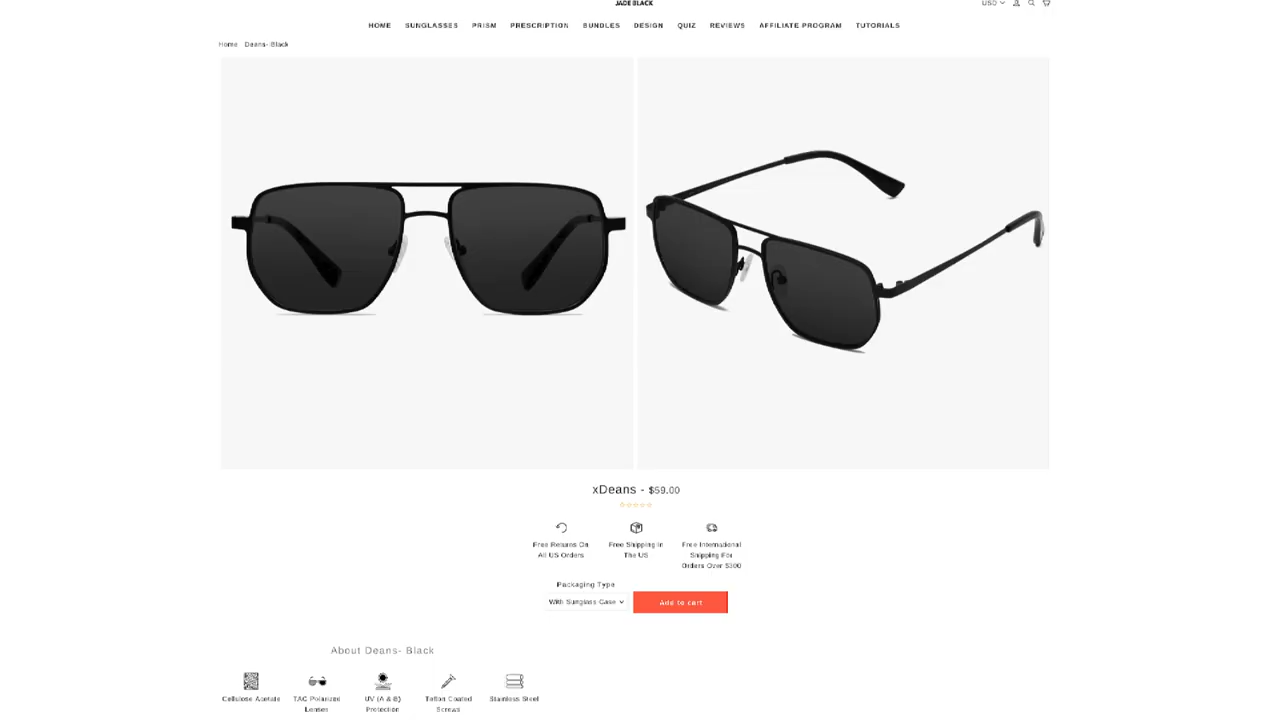 JADE BLACK
USD
HOME SUNGLASSES PRISM PRESCRIPTION BUNDLES DESIGN QUIZ REVIEWS AFFILIATE PROGRAM TUTORIALS
Home Deans- Black
xDeans - $59.00
Free Returns On
All US Orders
Free Shipping In
The US
Free International
Shipping For
Orders Over $300
Packaging Type
With Sunglass Case
Add to cart
About Deans- Black
Cellulose Acetate
TAC Polarized
Lenses
UV (A & B)
Protection
Teflon Coated
Screws
Stainless Steel